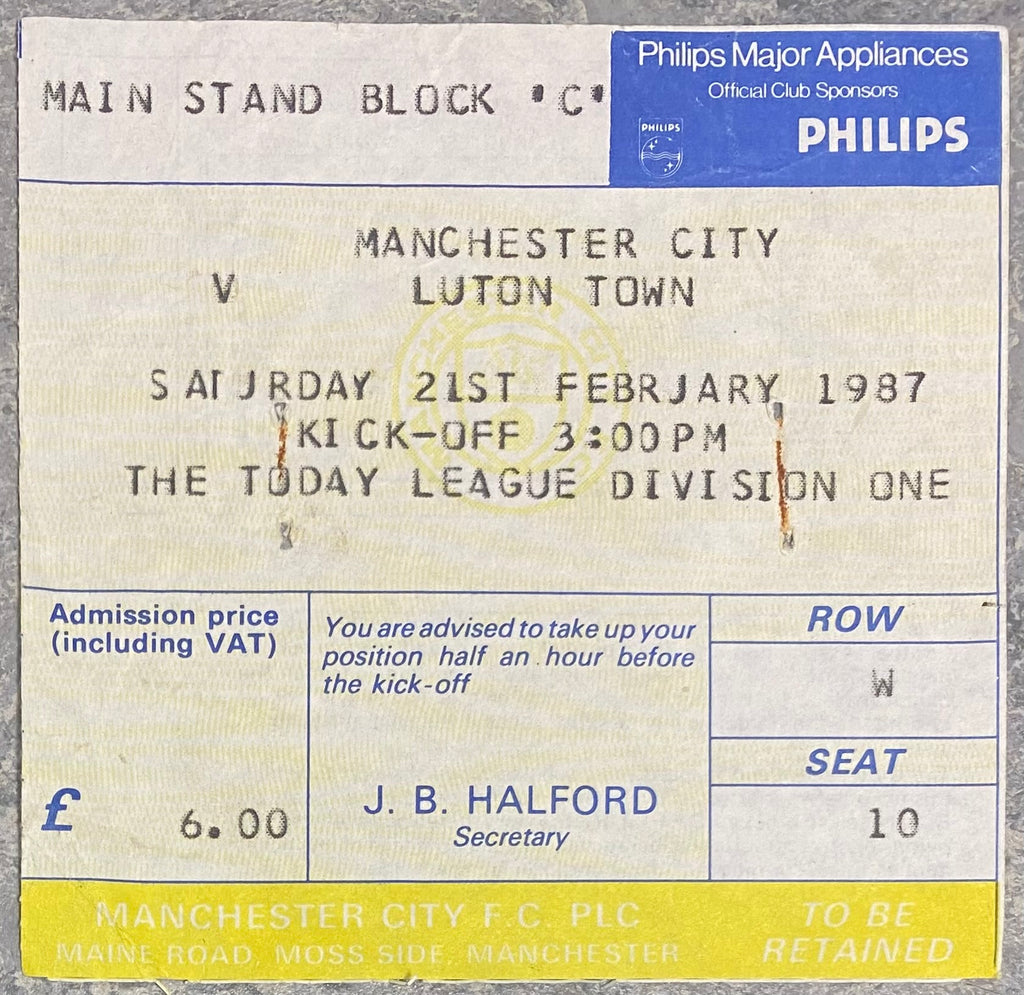 MAIN STAND BLOCK "C"
Philips Major Appliances
Official Club Sponsors
PHILIPS
PHILIPS
MANCHESTER CITY
V LUTON TOWN
SATURDAY 21ST FEBRUARY 1987
KICK-OFF 3:00PM
THE TODAY LEAGUE DIVISION ONE
Admission price
(including VAT)
£ 6.00
You are advised to take up your
position half an hour before
the kick-off
J. B. HALFORD
Secretary
ROW
W
SEAT
10
MANCHESTER CITY F.C. PLC
MAINE ROAD, MOSS SIDE, MANCHESTER
TO BE
RETAINED